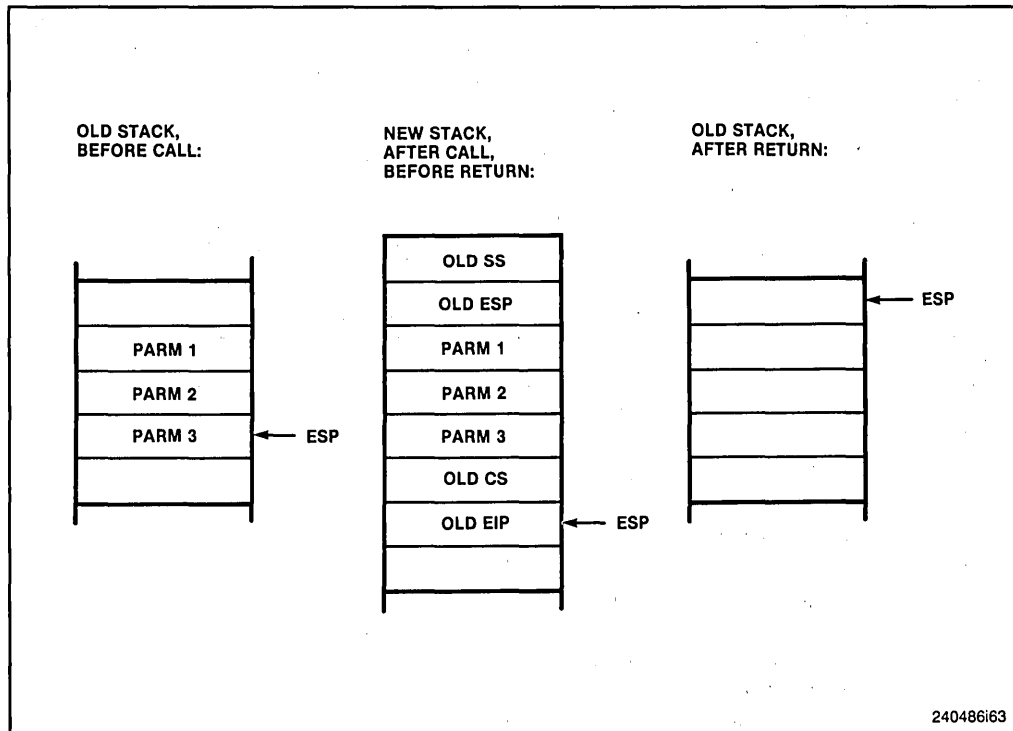 OLD STACK,
BEFORE CALL:
PARM 1
PARM 2
PARM 3
ESP
NEW STACK,
AFTER CALL,
BEFORE RETURN:
OLD SS
OLD ESP
PARM 1
PARM 2
PARM 3
OLD CS
OLD EIP
ESP
OLD STACK,
AFTER RETURN:
ESP
240486i63